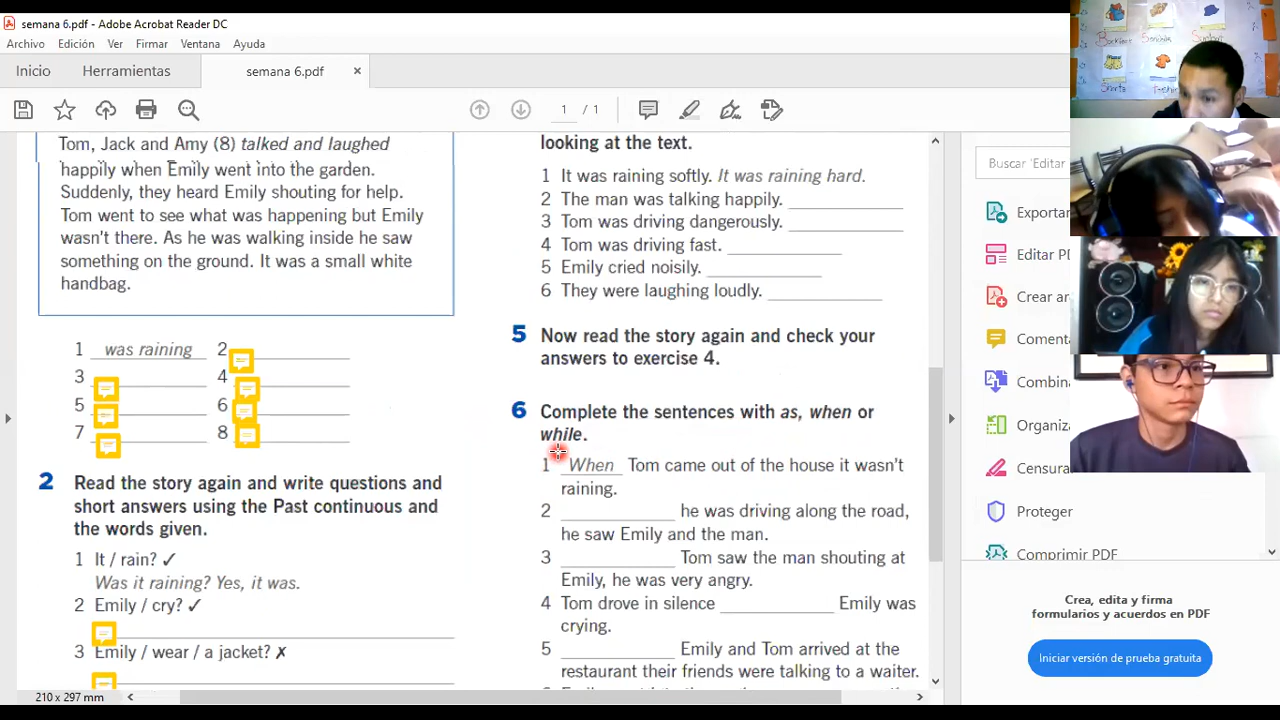 semana 6.pdf - Adobe Acrobat Reader DC
Archivo Edición Ver Firmar Ventana Ayuda
Inicio Herramientas semana 6.pdf ×
1 / 1
Tom, Jack and Amy (8) talked and laughed
happily when Emily went into the garden.
Suddenly, they heard Emily shouting for help.
Tom went to see what was happening but Emily
wasn't there. As he was walking inside he saw
something on the ground. It was a small white
handbag.
1 was raining 2
3 4
5 6
7 8
2 Read the story again and write questions and
short answers using the Past continuous and
the words given.
1 It / rain? ✓
Was it raining? Yes, it was.
2 Emily / cry? ✓
3 Emily / wear / a jacket? ✗
looking at the text.
1 It was raining softly. It was raining hard.
2 The man was talking happily.
3 Tom was driving dangerously.
4 Tom was driving fast.
5 Emily cried noisily.
6 They were laughing loudly.
5 Now read the story again and check your
answers to exercise 4.
6 Complete the sentences with as, when or
while.
1 When Tom came out of the house it wasn't
raining.
2 he was driving along the road,
he saw Emily and the man.
3 Tom saw the man shouting at
Emily, he was very angry.
4 Tom drove in silence Emily was
crying.
5 Emily and Tom arrived at the
restaurant their friends were talking to a waiter.
210 x 297 mm
Buscar 'Editar
Exportar
Editar PD
Crear ar
Comenta
Combina
Organiza
Censura
Proteger
Comprimir PDF
Crea, edita y firma
formularios y acuerdos en PDF
Iniciar versión de prueba gratuita